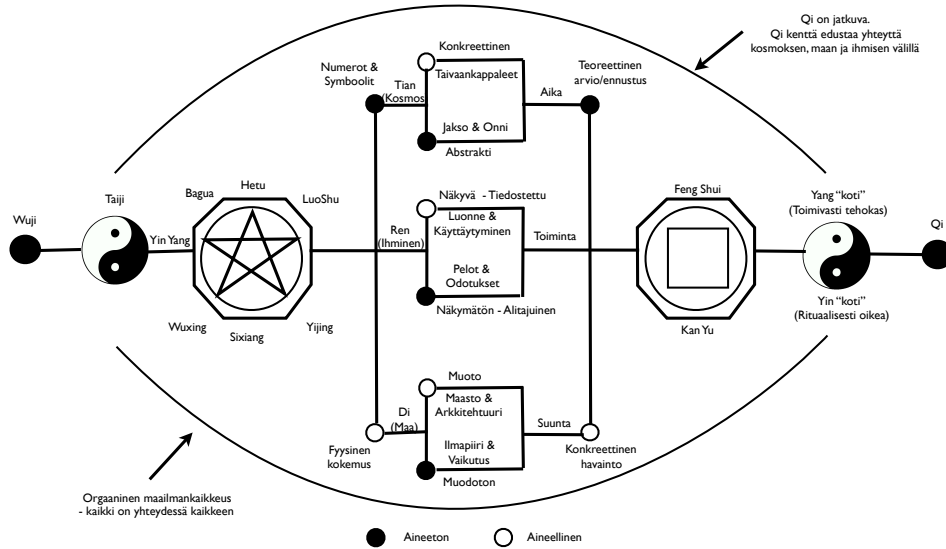 Qi on jatkuva.
Qi kenttä edustaa yhteyttä
kosmoksen, maan ja ihmisen välillä
Konkreettinen
Numerot &
Symboolit
Tian
(Kosmos
Taivaankappaleet
Jakso & Onni
Abstrakti
Aika
Teoreettinen
arvio/ennustus
Wuji
Taiji
Yin Yang
Bagua
Hetu
LuoShu
Wuxing
Sixiang
Yijing
Ren
(Ihminen)
Näkyvä - Tiedostettu
Luonne &
Käyttäytyminen
Pelot &
Odotukset
Näkymätön - Alitajuinen
Toiminta
Feng Shui
Kan Yu
Yang “koti”
(Toimivasti tehokas)
Yin “koti”
(Rituaalisesti oikea)
Qi
Muoto
Di
(Maa)
Maasto &
Arkkitehtuuri
Ilmapiiri &
Vaikutus
Muodoton
Suunta
Fyysinen
kokemus
Konkreettinen
havainto
Orgaaninen maailmankaikkeus
- kaikki on yhteydessä kaikkeen
Aineeton
Aineellinen